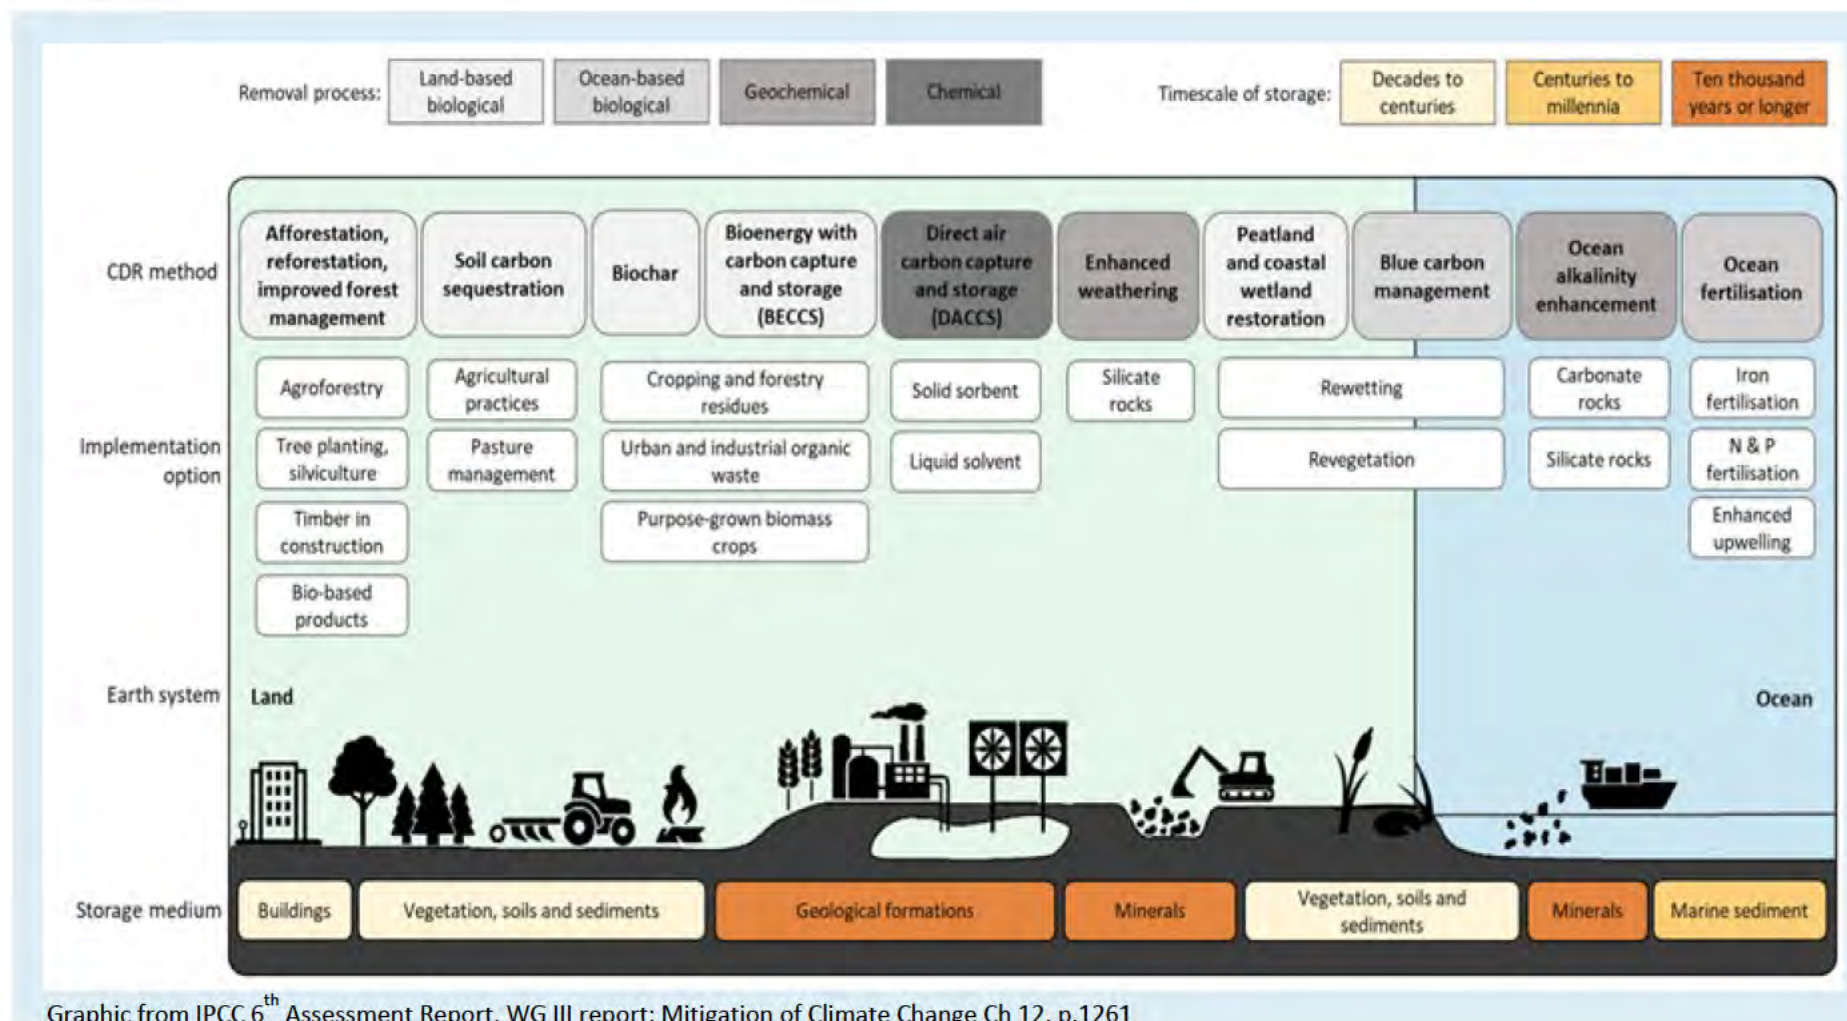 Removal process:
Land-based
biological
Ocean-based
biological
Geochemical
Chemical
Timescale of storage:
Decades to
centuries
Centuries to
millennia
Ten thousand
years or longer
CDR method
Afforestation,
reforestation,
improved forest
management
Soil carbon
sequestration
Biochar
Bioenergy with
carbon capture
and storage
(BECCS)
Direct air
carbon capture
and storage
(DACCS)
Enhanced
weathering
Peatland
and coastal
wetland
restoration
Blue carbon
management
Ocean
alkalinity
enhancement
Ocean
fertilisation
Implementation
option
Agroforestry
Tree planting,
silviculture
Timber in
construction
Bio-based
products
Agricultural
practices
Pasture
management
Cropping and forestry
residues
Urban and industrial organic
waste
Purpose-grown biomass
crops
Solid sorbent
Liquid solvent
Silicate
rocks
Rewetting
Revegetation
Carbonate
rocks
Silicate rocks
Iron
fertilisation
N & P
fertilisation
Enhanced
upwelling
Earth system
Land
Ocean
Storage medium
Buildings
Vegetation, soils and sediments
Geological formations
Minerals
Vegetation, soils and
sediments
Minerals
Marine sediment
Graphic from IPCC 6th Assessment Report, WG III report: Mitigation of Climate Change Ch 12, p.1261